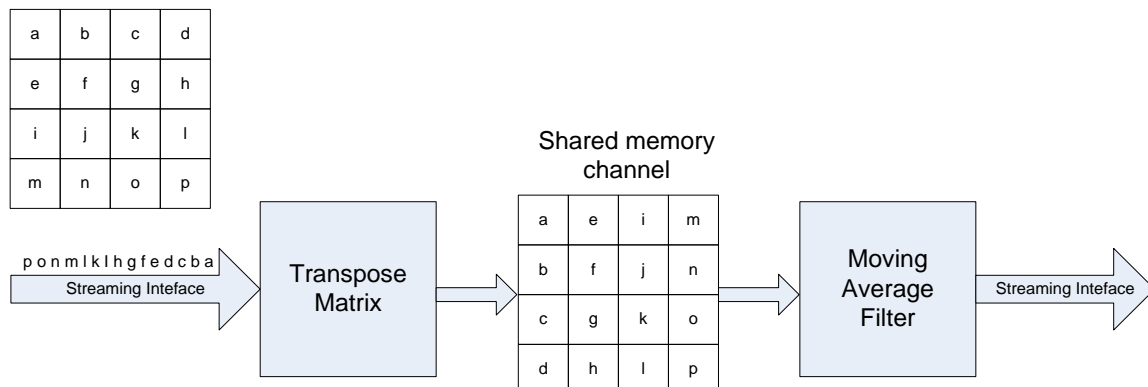 a b c d
e f g h
i j k l
m n o p
Shared memory
channel
p o n m l k l h g f e d c b a
Streaming Inteface
Transpose
Matrix
a e i m
b f j n
c g k o
d h l p
Moving
Average
Filter
Streaming Inteface